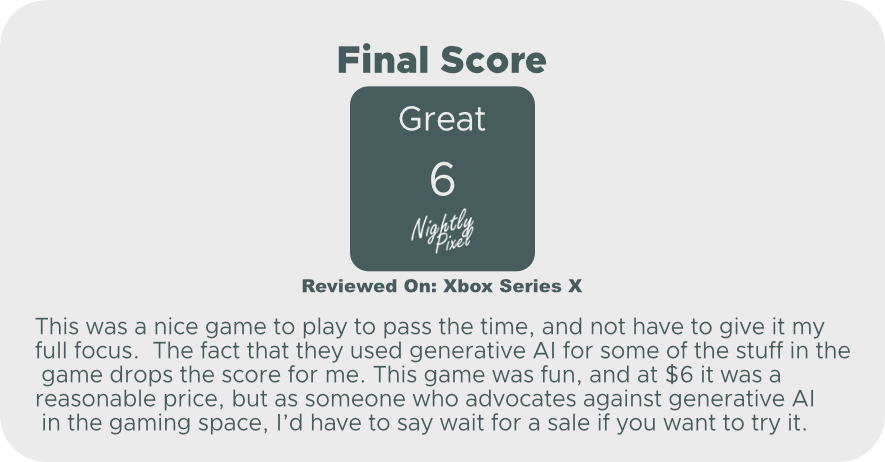 Final Score
Great
6
Nightly
Pixel
Reviewed On: Xbox Series X
This was a nice game to play to pass the time, and not have to give it my
full focus.  The fact that they used generative AI for some of the stuff in the
game drops the score for me. This game was fun, and at $6 it was a
reasonable price, but as someone who advocates against generative AI
in the gaming space, I’d have to say wait for a sale if you want to try it.